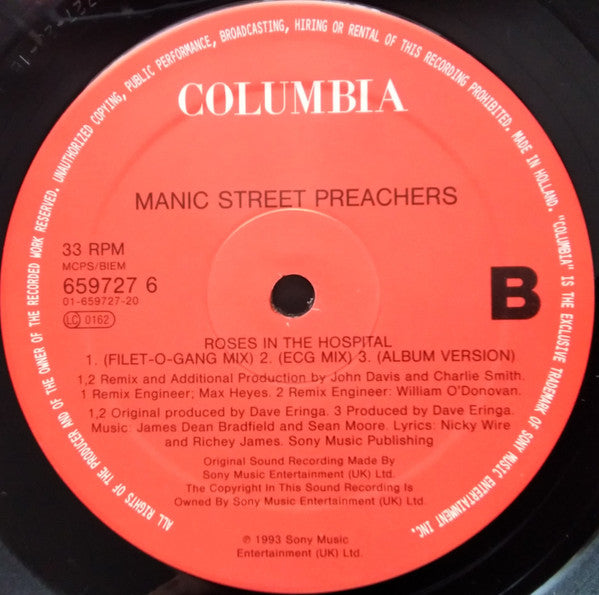 ALL RIGHTS OF THE PRODUCER AND OF THE OWNER OF THE RECORDED WORK RESERVED. UNAUTHORIZED COPYING, PUBLIC PERFORMANCE, BROADCASTING, HIRING OR RENTAL OF THIS RECORDING PROHIBITED. MADE IN HOLLAND. "COLUMBIA" IS THE EXCLUSIVE TRADEMARK OF SONY MUSIC ENTERTAINMENT, INC.
COLUMBIA
MANIC STREET PREACHERS
33 RPM
MCPS/BIEM
659727 6
01-659727-20
LC 0162
B
ROSES IN THE HOSPITAL
1. (FILET-O-GANG MIX) 2. (ECG MIX) 3. (ALBUM VERSION)
1,2 Remix and Additional Production by John Davis and Charlie Smith.
1 Remix Engineer; Max Heyes. 2 Remix Engineer: William O'Donovan.
1,2 Original produced by Dave Eringa. 3 Produced by Dave Eringa.
Music: James Dean Bradfield and Sean Moore. Lyrics: Nicky Wire
and Richey James. Sony Music Publishing
Original Sound Recording Made By
Sony Music Entertainment (UK) Ltd.
The Copyright In This Sound Recording Is
Owned By Sony Music Entertainment (UK) Ltd.
℗ 1993 Sony Music
Entertainment (UK) Ltd.